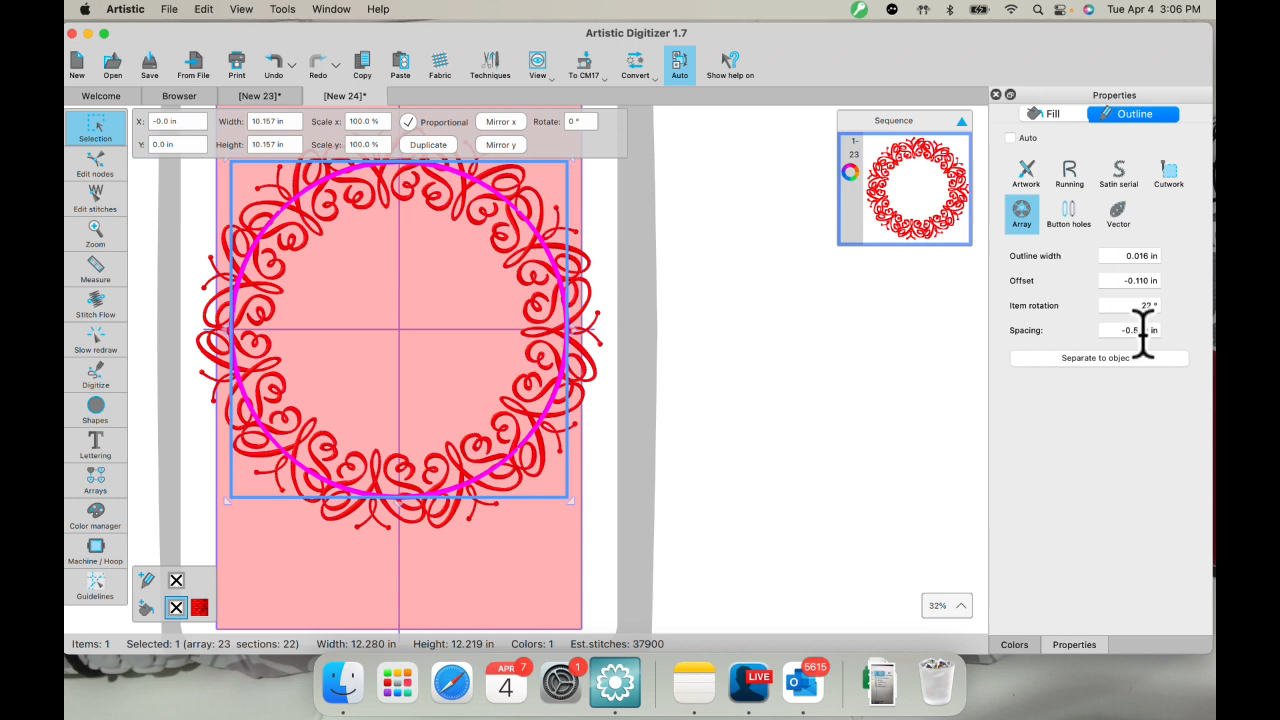 Artistic File Edit View Tools Window Help Tue Apr 4 3:06 PM
Artistic Digitizer 1.7
New Open Save From File Print Undo Redo Copy Paste Fabric Techniques View To CM17 Convert Auto Show help on
Welcome Browser [New 23]* [New 24]*
X: -0.0 in Width: 10.157 in Scale x: 100.0 % Proportional Mirror x Rotate: 0 °
Y: 0.0 in Height: 10.157 in Scale y: 100.0 % Duplicate Mirror y
Selection
Edit nodes
Edit stitches
Zoom
Measure
Stitch Flow
Slow redraw
Digitize
Shapes
Lettering
Arrays
Color manager
Machine / Hoop
Guidelines
Sequence
1-
23
32%
Properties
Fill Outline
Auto
Artwork Running Satin serial Cutwork
Array Button holes Vector
Outline width 0.016 in
Offset -0.110 in
Item rotation 22 °
Spacing: in
Separate to objec
Colors Properties
Items: 1 Selected: 1 (array: 23 sections: 22) Width: 12.280 in Height: 12.219 in Colors: 1 Est.stitches: 37900
APR 7
4
1
LIVE
5615